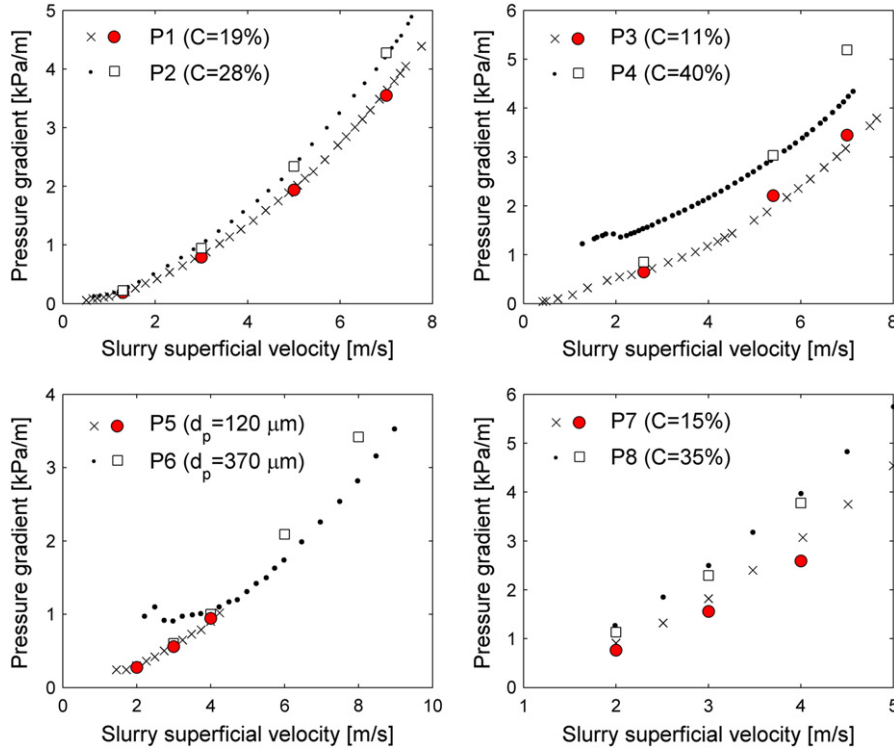 5
4
3
2
1
0
Pressure gradient [kPa/m]
P1 (C=19%)
P2 (C=28%)
0 2 4 6 8
Slurry superficial velocity [m/s]
6
5
4
3
2
1
0
Pressure gradient [kPa/m]
P3 (C=11%)
P4 (C=40%)
0 2 4 6 8
Slurry superficial velocity [m/s]
4
3
2
1
0
Pressure gradient [kPa/m]
P5 (d_p=120 μm)
P6 (d_p=370 μm)
0 2 4 6 8 10
Slurry superficial velocity [m/s]
6
5
4
3
2
1
0
Pressure gradient [kPa/m]
P7 (C=15%)
P8 (C=35%)
1 2 3 4 5
Slurry superficial velocity [m/s]